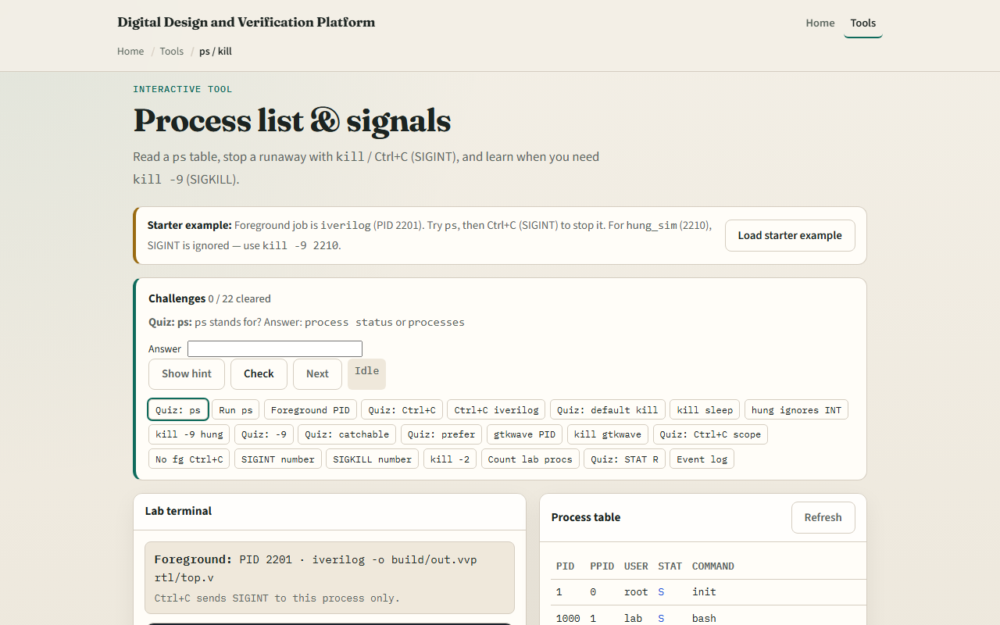 Digital Design and Verification Platform
Home Tools
Home / Tools / ps / kill
INTERACTIVE TOOL
Process list & signals
Read a ps table, stop a runaway with kill / Ctrl+C (SIGINT), and learn when you need
kill -9 (SIGKILL).
Starter example: Foreground job is iverilog (PID 2201). Try ps, then Ctrl+C (SIGINT) to stop it. For hung_sim (2210),
SIGINT is ignored — use kill -9 2210.
Load starter example
Challenges 0 / 22 cleared
Quiz: ps: ps stands for? Answer: process status or processes
Answer
Show hint Check Next Idle
Quiz: ps Run ps Foreground PID Quiz: Ctrl+C Ctrl+C iverilog Quiz: default kill kill sleep hung ignores INT
kill -9 hung Quiz: -9 Quiz: catchable Quiz: prefer gtkwave PID kill gtkwave Quiz: Ctrl+C scope
No fg Ctrl+C SIGINT number SIGKILL number kill -2 Count lab procs Quiz: STAT R Event log
Lab terminal
Foreground: PID 2201 · iverilog -o build/out.vvp
rtl/top.v
Ctrl+C sends SIGINT to this process only.
Process table Refresh
PID PPID USER STAT COMMAND
1 0 root S init
1000 1 lab S bash